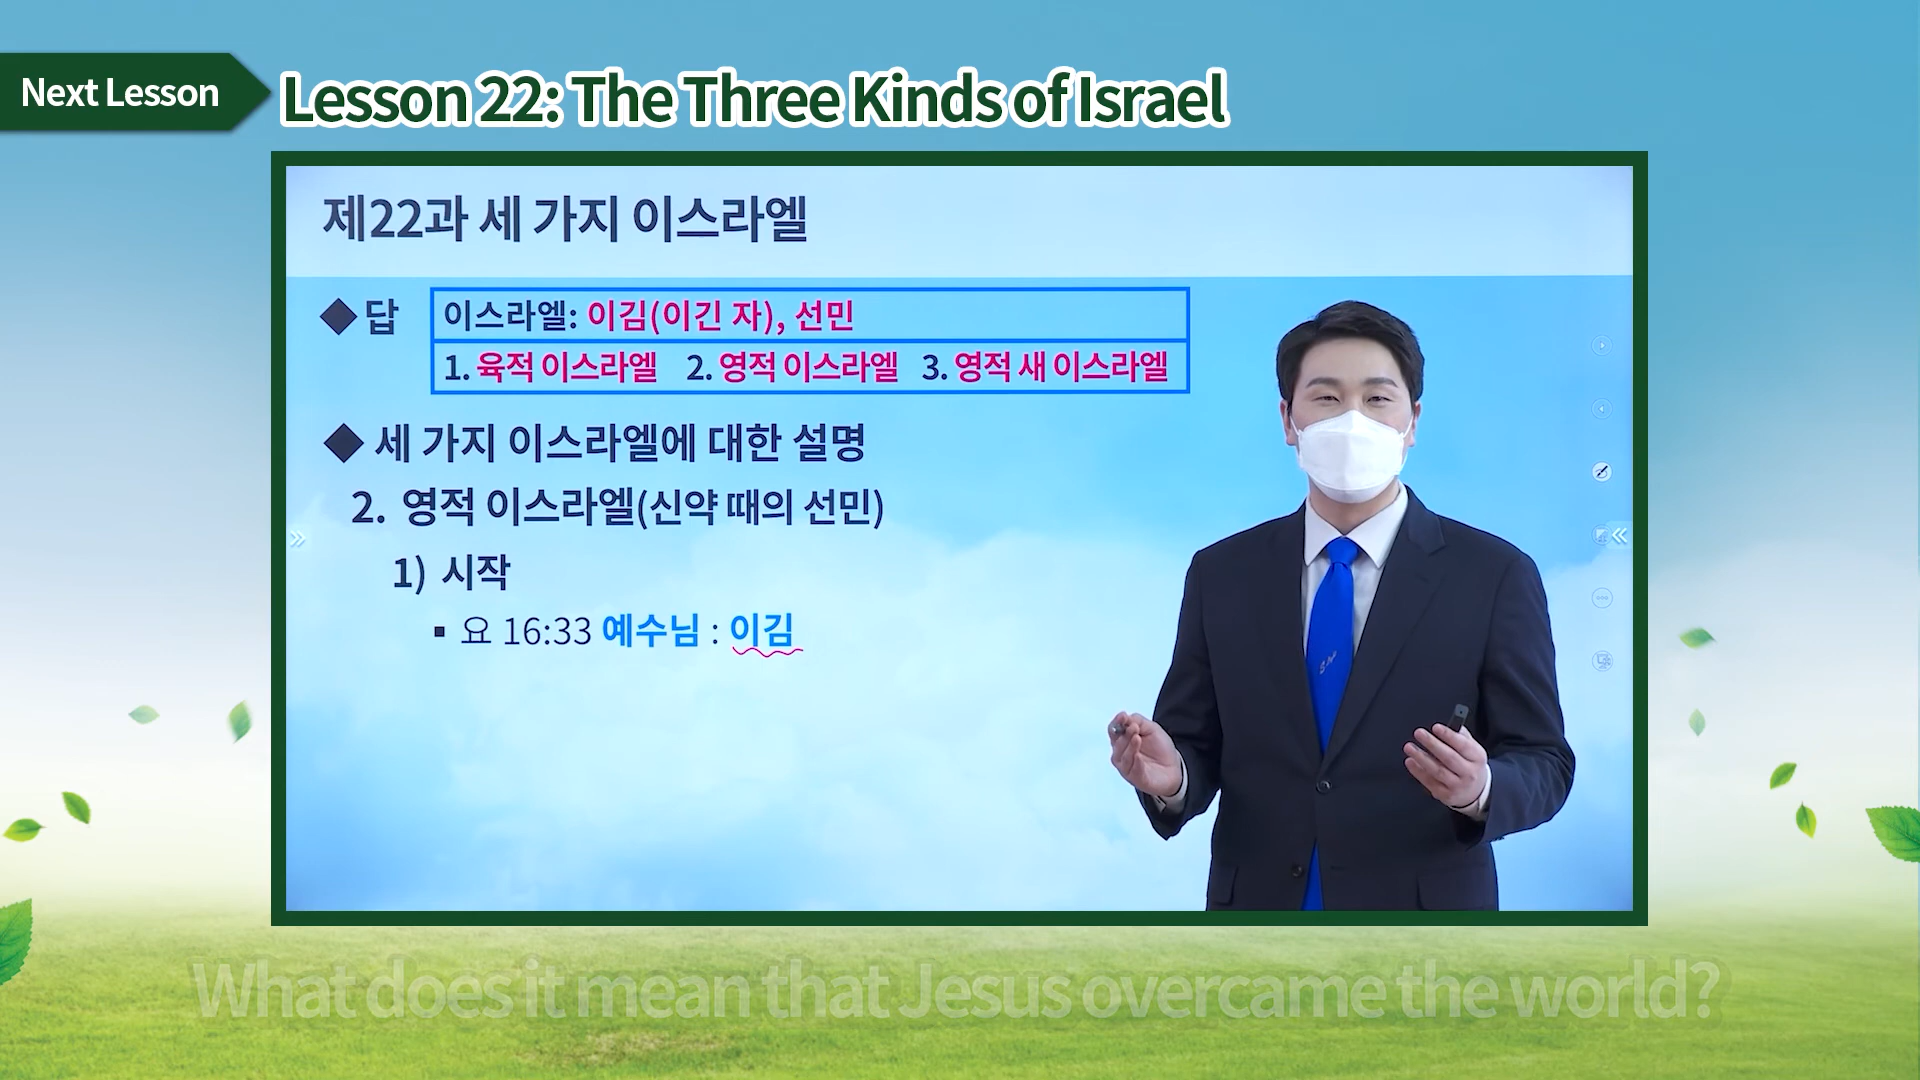 Next Lesson
Lesson 22: The Three Kinds of Israel
제22과 세 가지 이스라엘
◆ 답
이스라엘: 이김(이긴 자), 선민
1. 육적 이스라엘 2. 영적 이스라엘 3. 영적 새 이스라엘
◆ 세 가지 이스라엘에 대한 설명
2. 영적 이스라엘(신약 때의 선민)
1) 시작
▪ 요 16:33 예수님 : 이김
What does it mean that Jesus overcame the world?